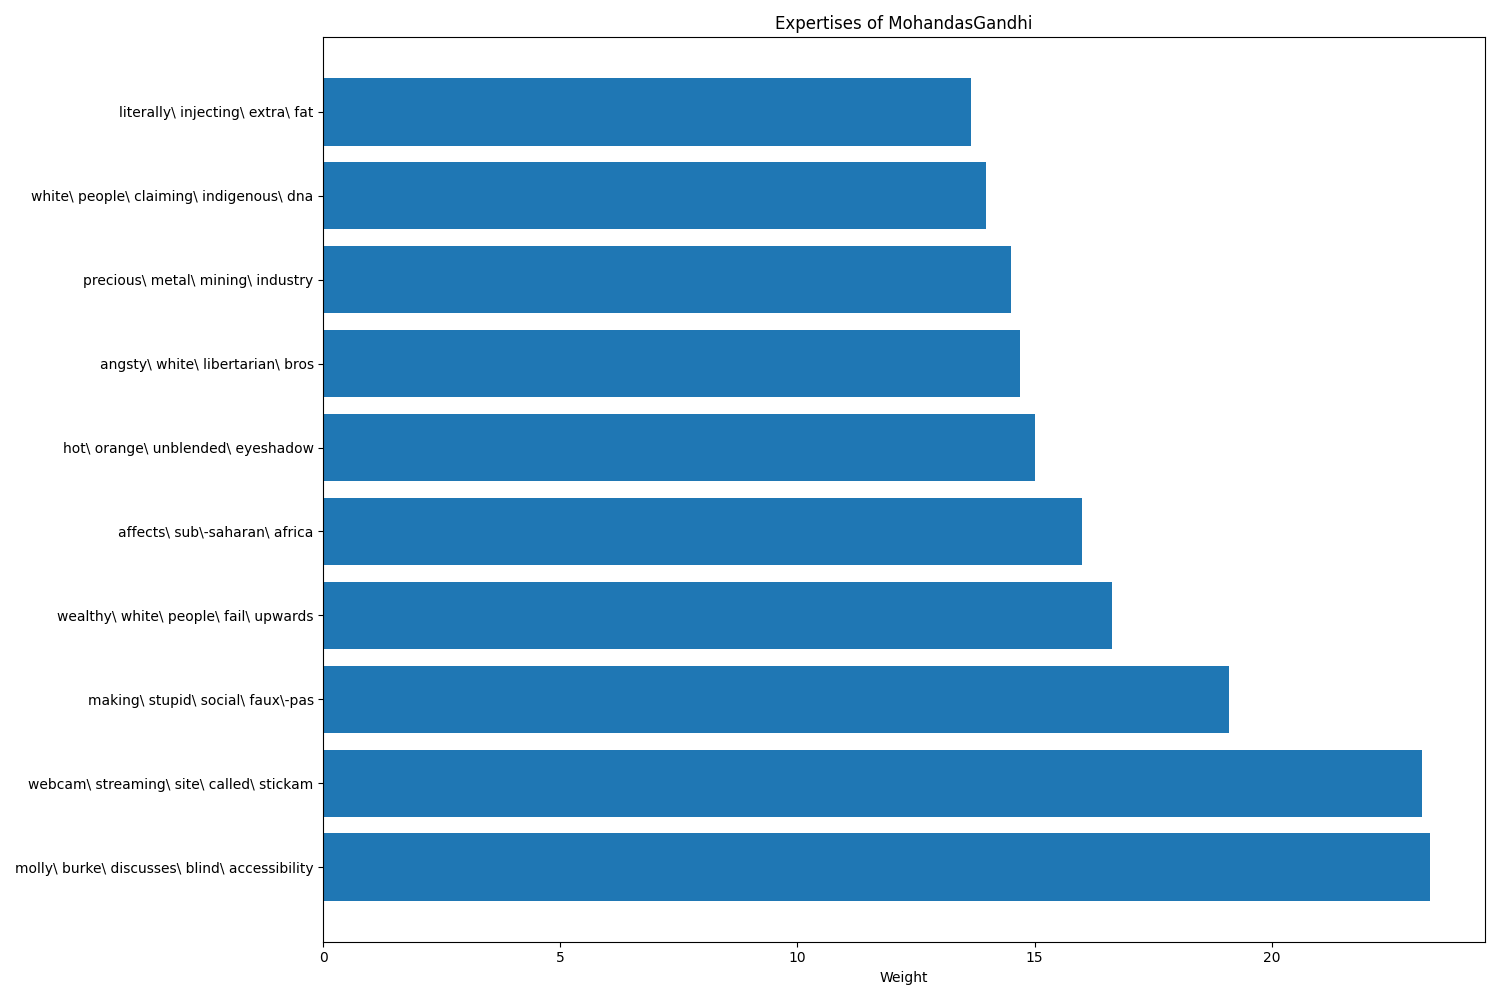 Expertises of MohandasGandhi
literally\ injecting\ extra\ fat
white\ people\ claiming\ indigenous\ dna
precious\ metal\ mining\ industry
angsty\ white\ libertarian\ bros
hot\ orange\ unblended\ eyeshadow
affects\ sub\-saharan\ africa
wealthy\ white\ people\ fail\ upwards
making\ stupid\ social\ faux\-pas
webcam\ streaming\ site\ called\ stickam
molly\ burke\ discusses\ blind\ accessibility
0 5 10 15 20
Weight